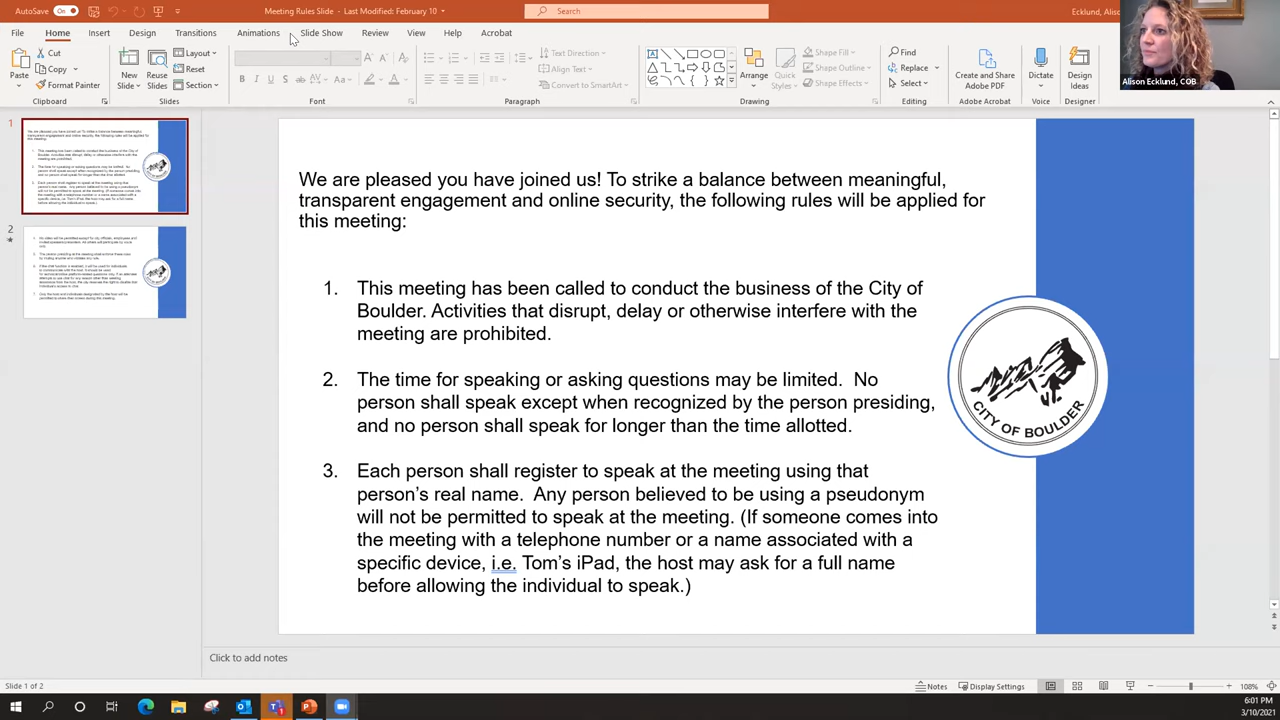 AutoSave On Meeting Rules Slide - Last Modified: February 10 Search Ecklund, Alis
File Home Insert Design Transitions Animations Slide Show Review View Help Acrobat
Alison Ecklund, COB
Paste Cut Copy Format Painter Clipboard
New Slide Reuse Slides Layout Reset Section Slides
B I U S AV Aa A Font
Text Direction Align Text Convert to SmartArt Paragraph
Arrange Quick Styles Shape Fill Shape Outline Shape Effects Drawing
Find Replace Select Editing
Create and Share Adobe PDF Adobe Acrobat
Dictate Voice
Design Ideas Designer
1
2
We are pleased you have joined us! To strike a balance between meaningful,
transparent engagement and online security, the following rules will be applied for
this meeting:
1. This meeting has been called to conduct the business of the City of
Boulder. Activities that disrupt, delay or otherwise interfere with the
meeting are prohibited.
2. The time for speaking or asking questions may be limited.  No
person shall speak except when recognized by the person presiding,
and no person shall speak for longer than the time allotted.
3. Each person shall register to speak at the meeting using that
person’s real name.  Any person believed to be using a pseudonym
will not be permitted to speak at the meeting. (If someone comes into
the meeting with a telephone number or a name associated with a
specific device, i.e. Tom’s iPad, the host may ask for a full name
before allowing the individual to speak.)
CITY OF BOULDER
Click to add notes
Slide 1 of 2 Notes Display Settings 108%
6:01 PM
3/10/2021